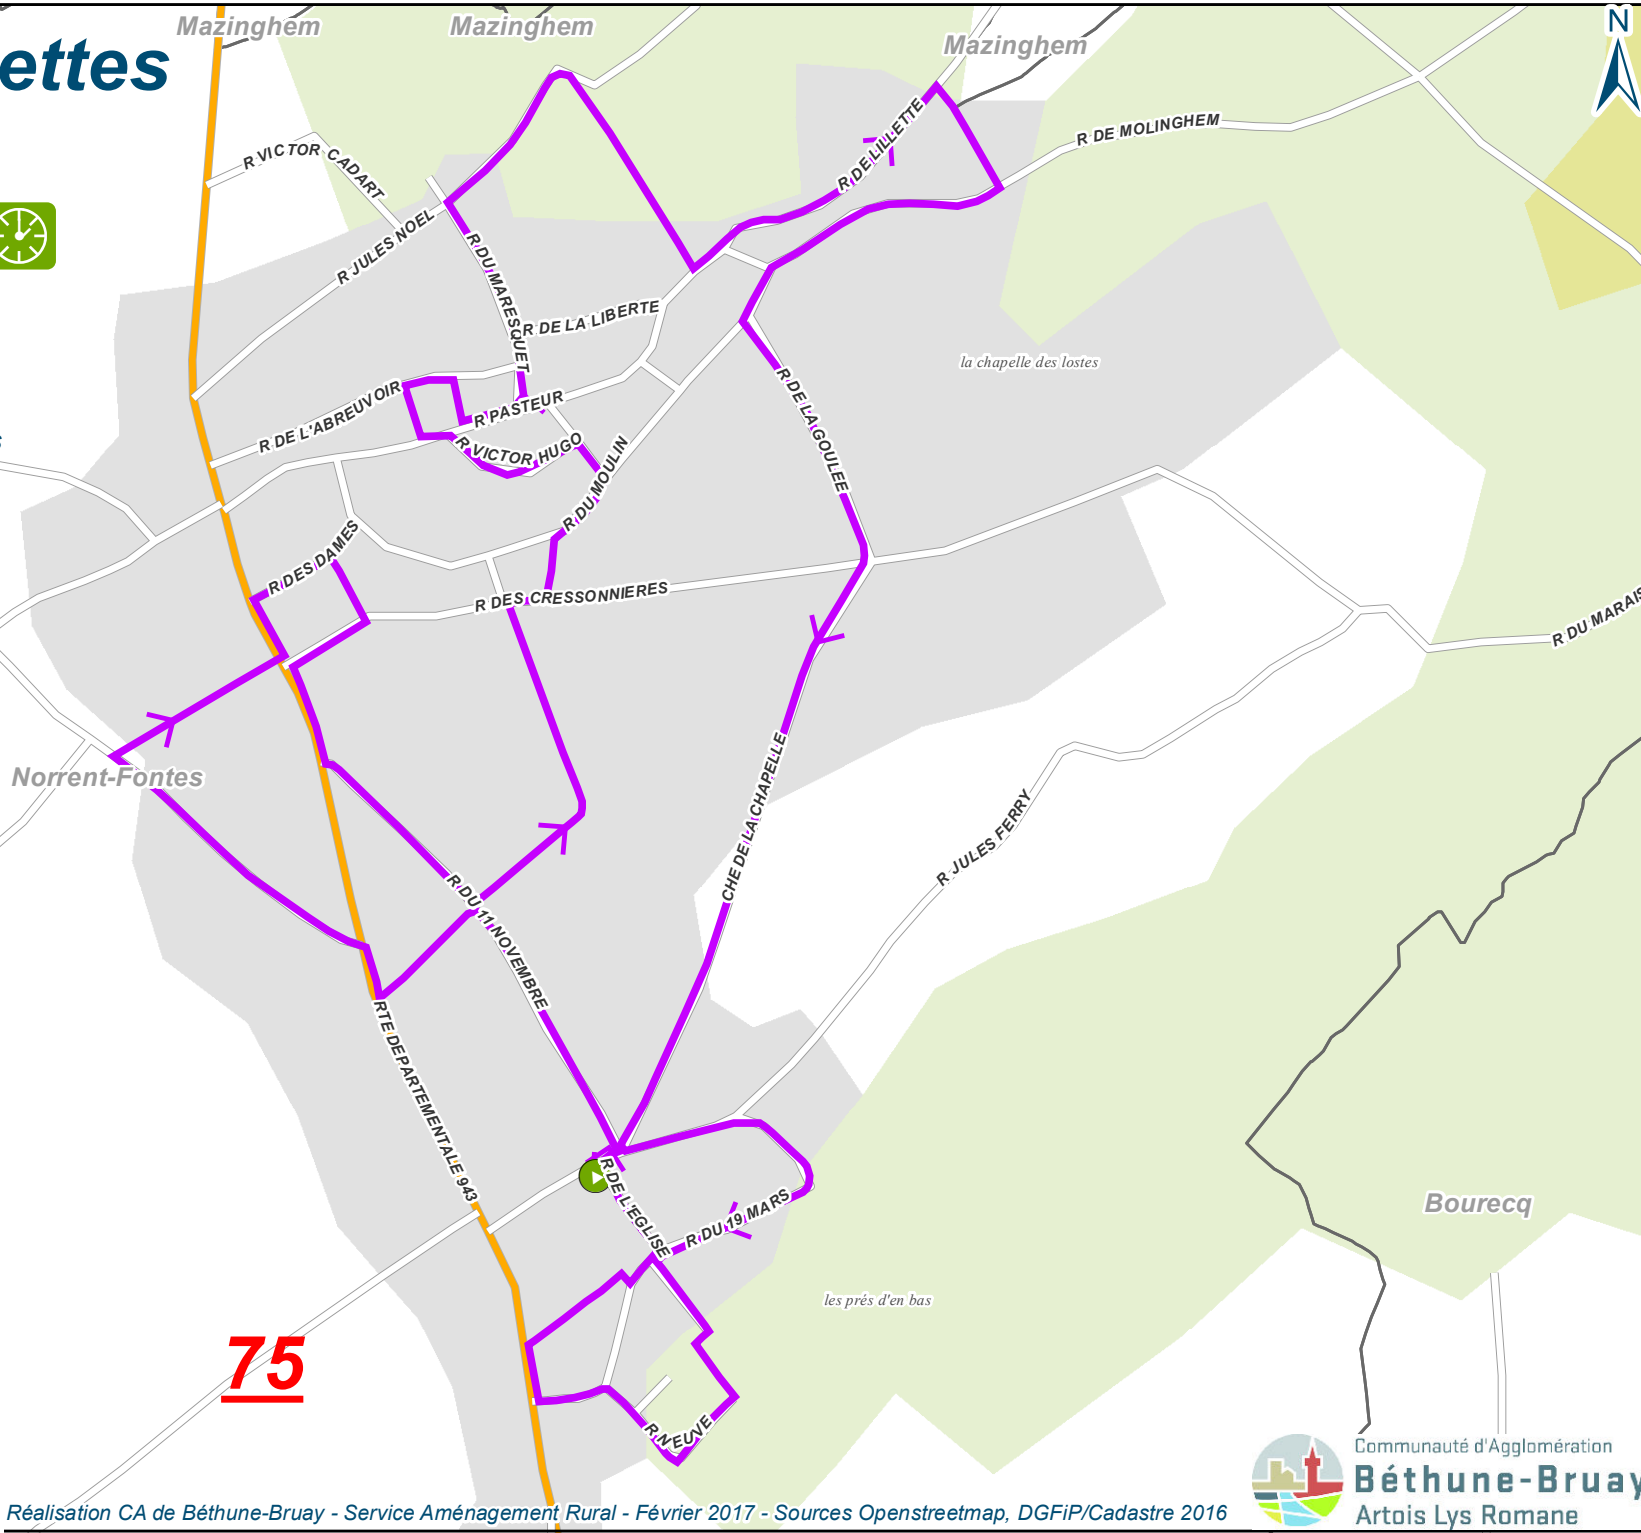 Mazinghem
Mazinghem
Mazinghem
N
ettes
R DE MOLINGHEM
R VICTOR CADART
R DE LILLETTE
R JULES NOEL
R DU MARESQUET
R DE LA LIBERTE
la chapelle des lostes
R DE L'ABREUVOIR
R PASTEUR
R DE LA GOULEE
R VICTOR HUGO
R DU MOULIN
R DES DAMES
R DES CRESSONNIERES
R DU MARAIS
Norrent-Fontes
CHE DE LA CHAPELLE
R JULES FERRY
R DU 11 NOVEMBRE
RTE DEPARTEMENTALE 943
R DE L'EGLISE
R DU 19 MARS
Bourecq
les prés d'en bas
75
R NEUVE
Communauté d'Agglomération
Béthune-Bruay
Artois Lys Romane
Réalisation CA de Béthune-Bruay - Service Aménagement Rural - Février 2017 - Sources Openstreetmap, DGFiP/Cadastre 2016